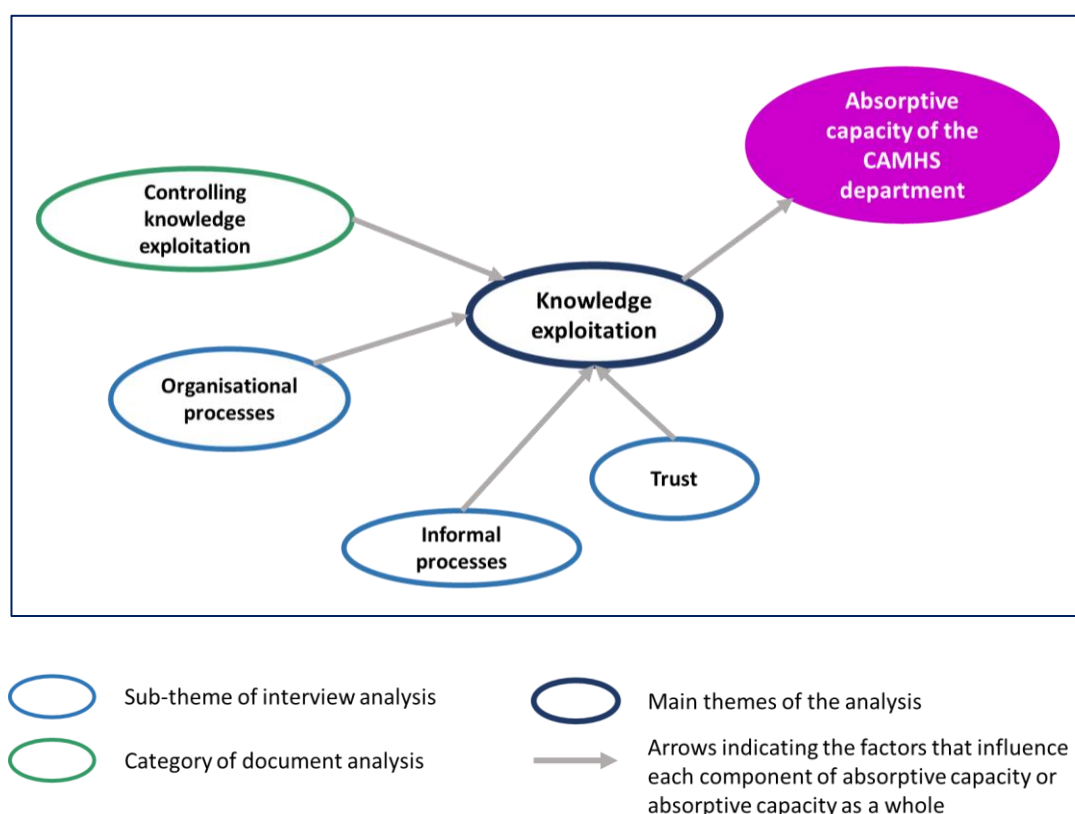 Absorptive
capacity of the
CAMHS
department
Controlling
knowledge
exploitation
Knowledge
exploitation
Organisational
processes
Trust
Informal
processes
Sub-theme of interview analysis
Category of document analysis
Main themes of the analysis
Arrows indicating the factors that influence
each component of absorptive capacity or
absorptive capacity as a whole